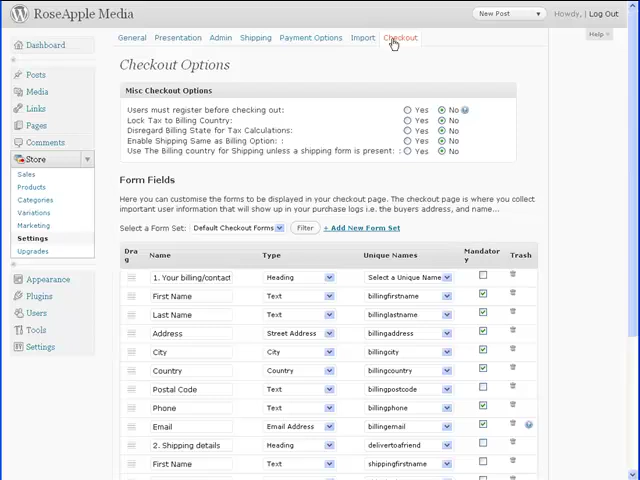 RoseApple Media
New Post
Howdy, | Log Out
Help
Dashboard
Posts
Media
Links
Pages
Comments
Store
Sales
Products
Categories
Variations
Marketing
Settings
Upgrades
Appearance
Plugins
Users
Tools
Settings
General Presentation Admin Shipping Payment Options Import Checkout
Checkout Options
Misc Checkout Options
Users must register before checking out: Yes No
Lock Tax to Billing Country: Yes No
Disregard Billing State for Tax Calculations: Yes No
Enable Shipping Same as Billing Option: : Yes No
Use The Billing country for Shipping unless a shipping form is present: : Yes No
Form Fields
Here you can customise the forms to be displayed in your checkout page. The checkout page is where you collect
important user information that will show up in your purchase logs i.e. the buyers address, and name...
Select a Form Set: Default Checkout Forms Filter + Add New Form Set
Drag Name Type Unique Names Mandatory Trash
1. Your billing/contact Heading Select a Unique Name
First Name Text billingfirstname
Last Name Text billinglastname
Address Street Address billingaddress
City City billingcity
Country Country billingcountry
Postal Code Text billingpostcode
Phone Text billingphone
Email Email Address billingemail
2. Shipping details Heading delivertoafriend
First Name Text shippingfirstname